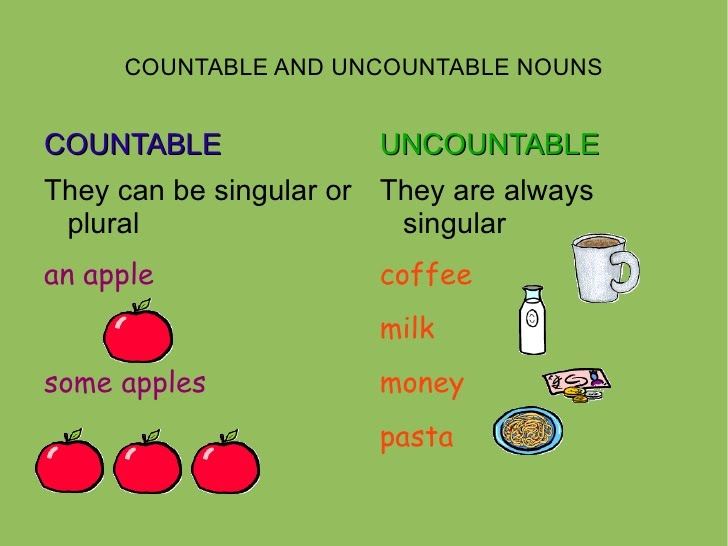 COUNTABLE AND UNCOUNTABLE NOUNS
COUNTABLE
They can be singular or
plural
an apple
some apples
UNCOUNTABLE
They are always
singular
coffee
milk
money
pasta